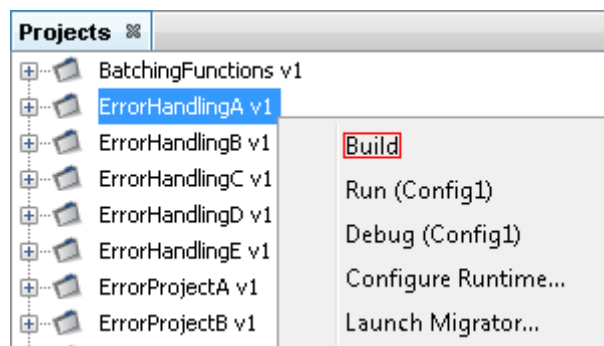 Projects
BatchingFunctions v1
ErrorHandlingA v1
ErrorHandlingB v1
ErrorHandlingC v1
ErrorHandlingD v1
ErrorHandlingE v1
ErrorProjectA v1
ErrorProjectB v1
Build
Run (Config1)
Debug (Config1)
Configure Runtime...
Launch Migrator...